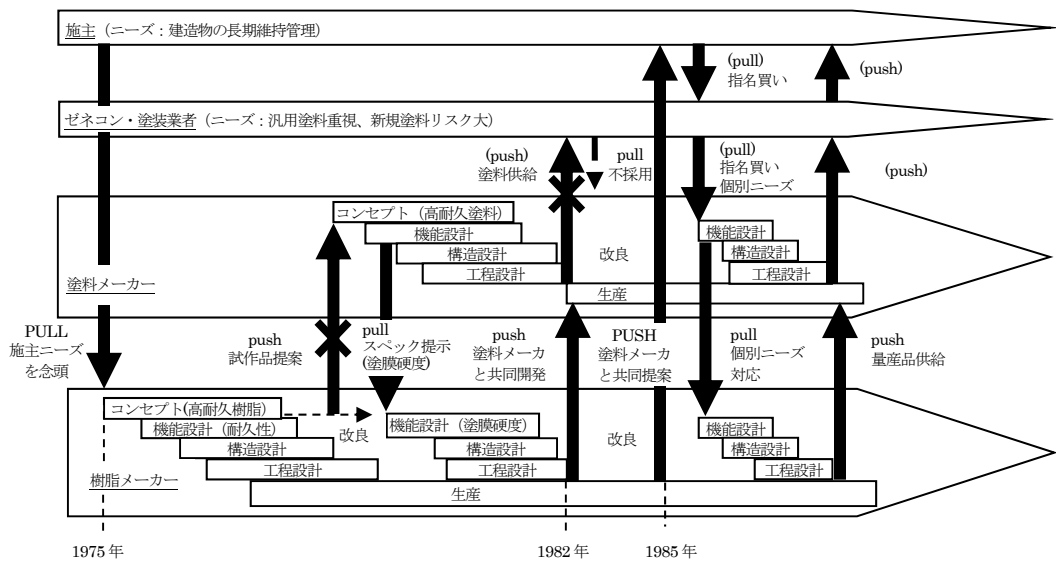 施主（ニーズ：建造物の長期維持管理）
(pull)
指名買い
(push)
ゼネコン・塗装業者（ニーズ：汎用塗料重視、新規塗料リスク大）
(push)
塗料供給
pull
不採用
(pull)
指名買い
個別ニーズ
(push)
コンセプト（高耐久塗料）
機能設計
構造設計
工程設計
改良
機能設計
構造設計
工程設計
塗料メーカー
生産
PULL
施主ニーズ
を念頭
push
試作品提案
pull
スペック提示
(塗膜硬度)
push
塗料メーカ
と共同開発
PUSH
塗料メーカ
と共同提案
pull
個別ニーズ
対応
push
量産品供給
コンセプト(高耐久樹脂)
機能設計（耐久性）
構造設計
工程設計
改良
機能設計（塗膜硬度）
構造設計
工程設計
改良
機能設計
構造設計
工程設計
樹脂メーカー
生産
1975 年
1982 年
1985 年